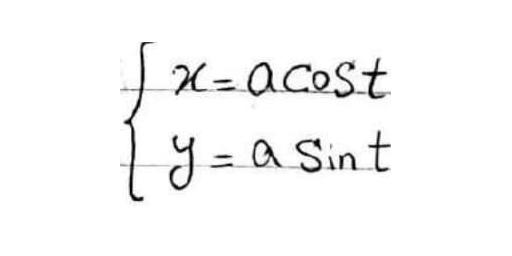 x = a cos t
y = a sin t